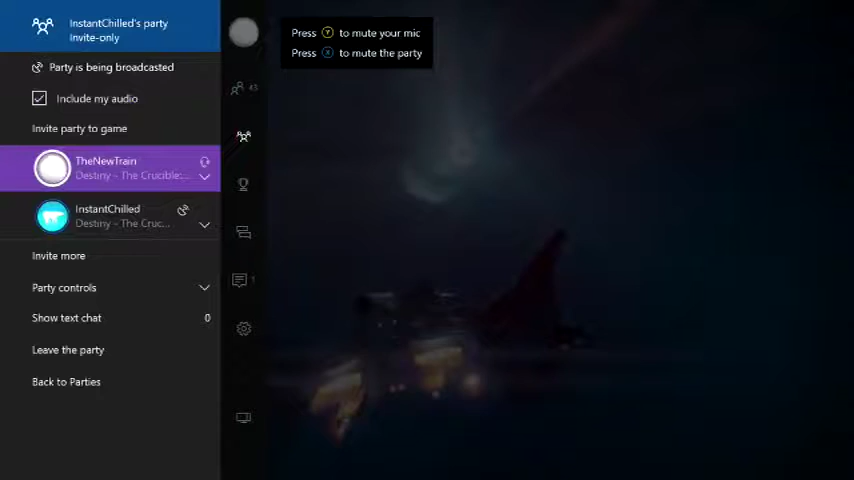 InstantChilled's party
Invite-only
Party is being broadcasted
Include my audio
Invite party to game
TheNewTrain
Destiny - The Crucible:...
InstantChilled
Destiny - The Cruc...
Invite more
Party controls
Show text chat 0
Leave the party
Back to Parties
43
1
Press Y to mute your mic
Press X to mute the party